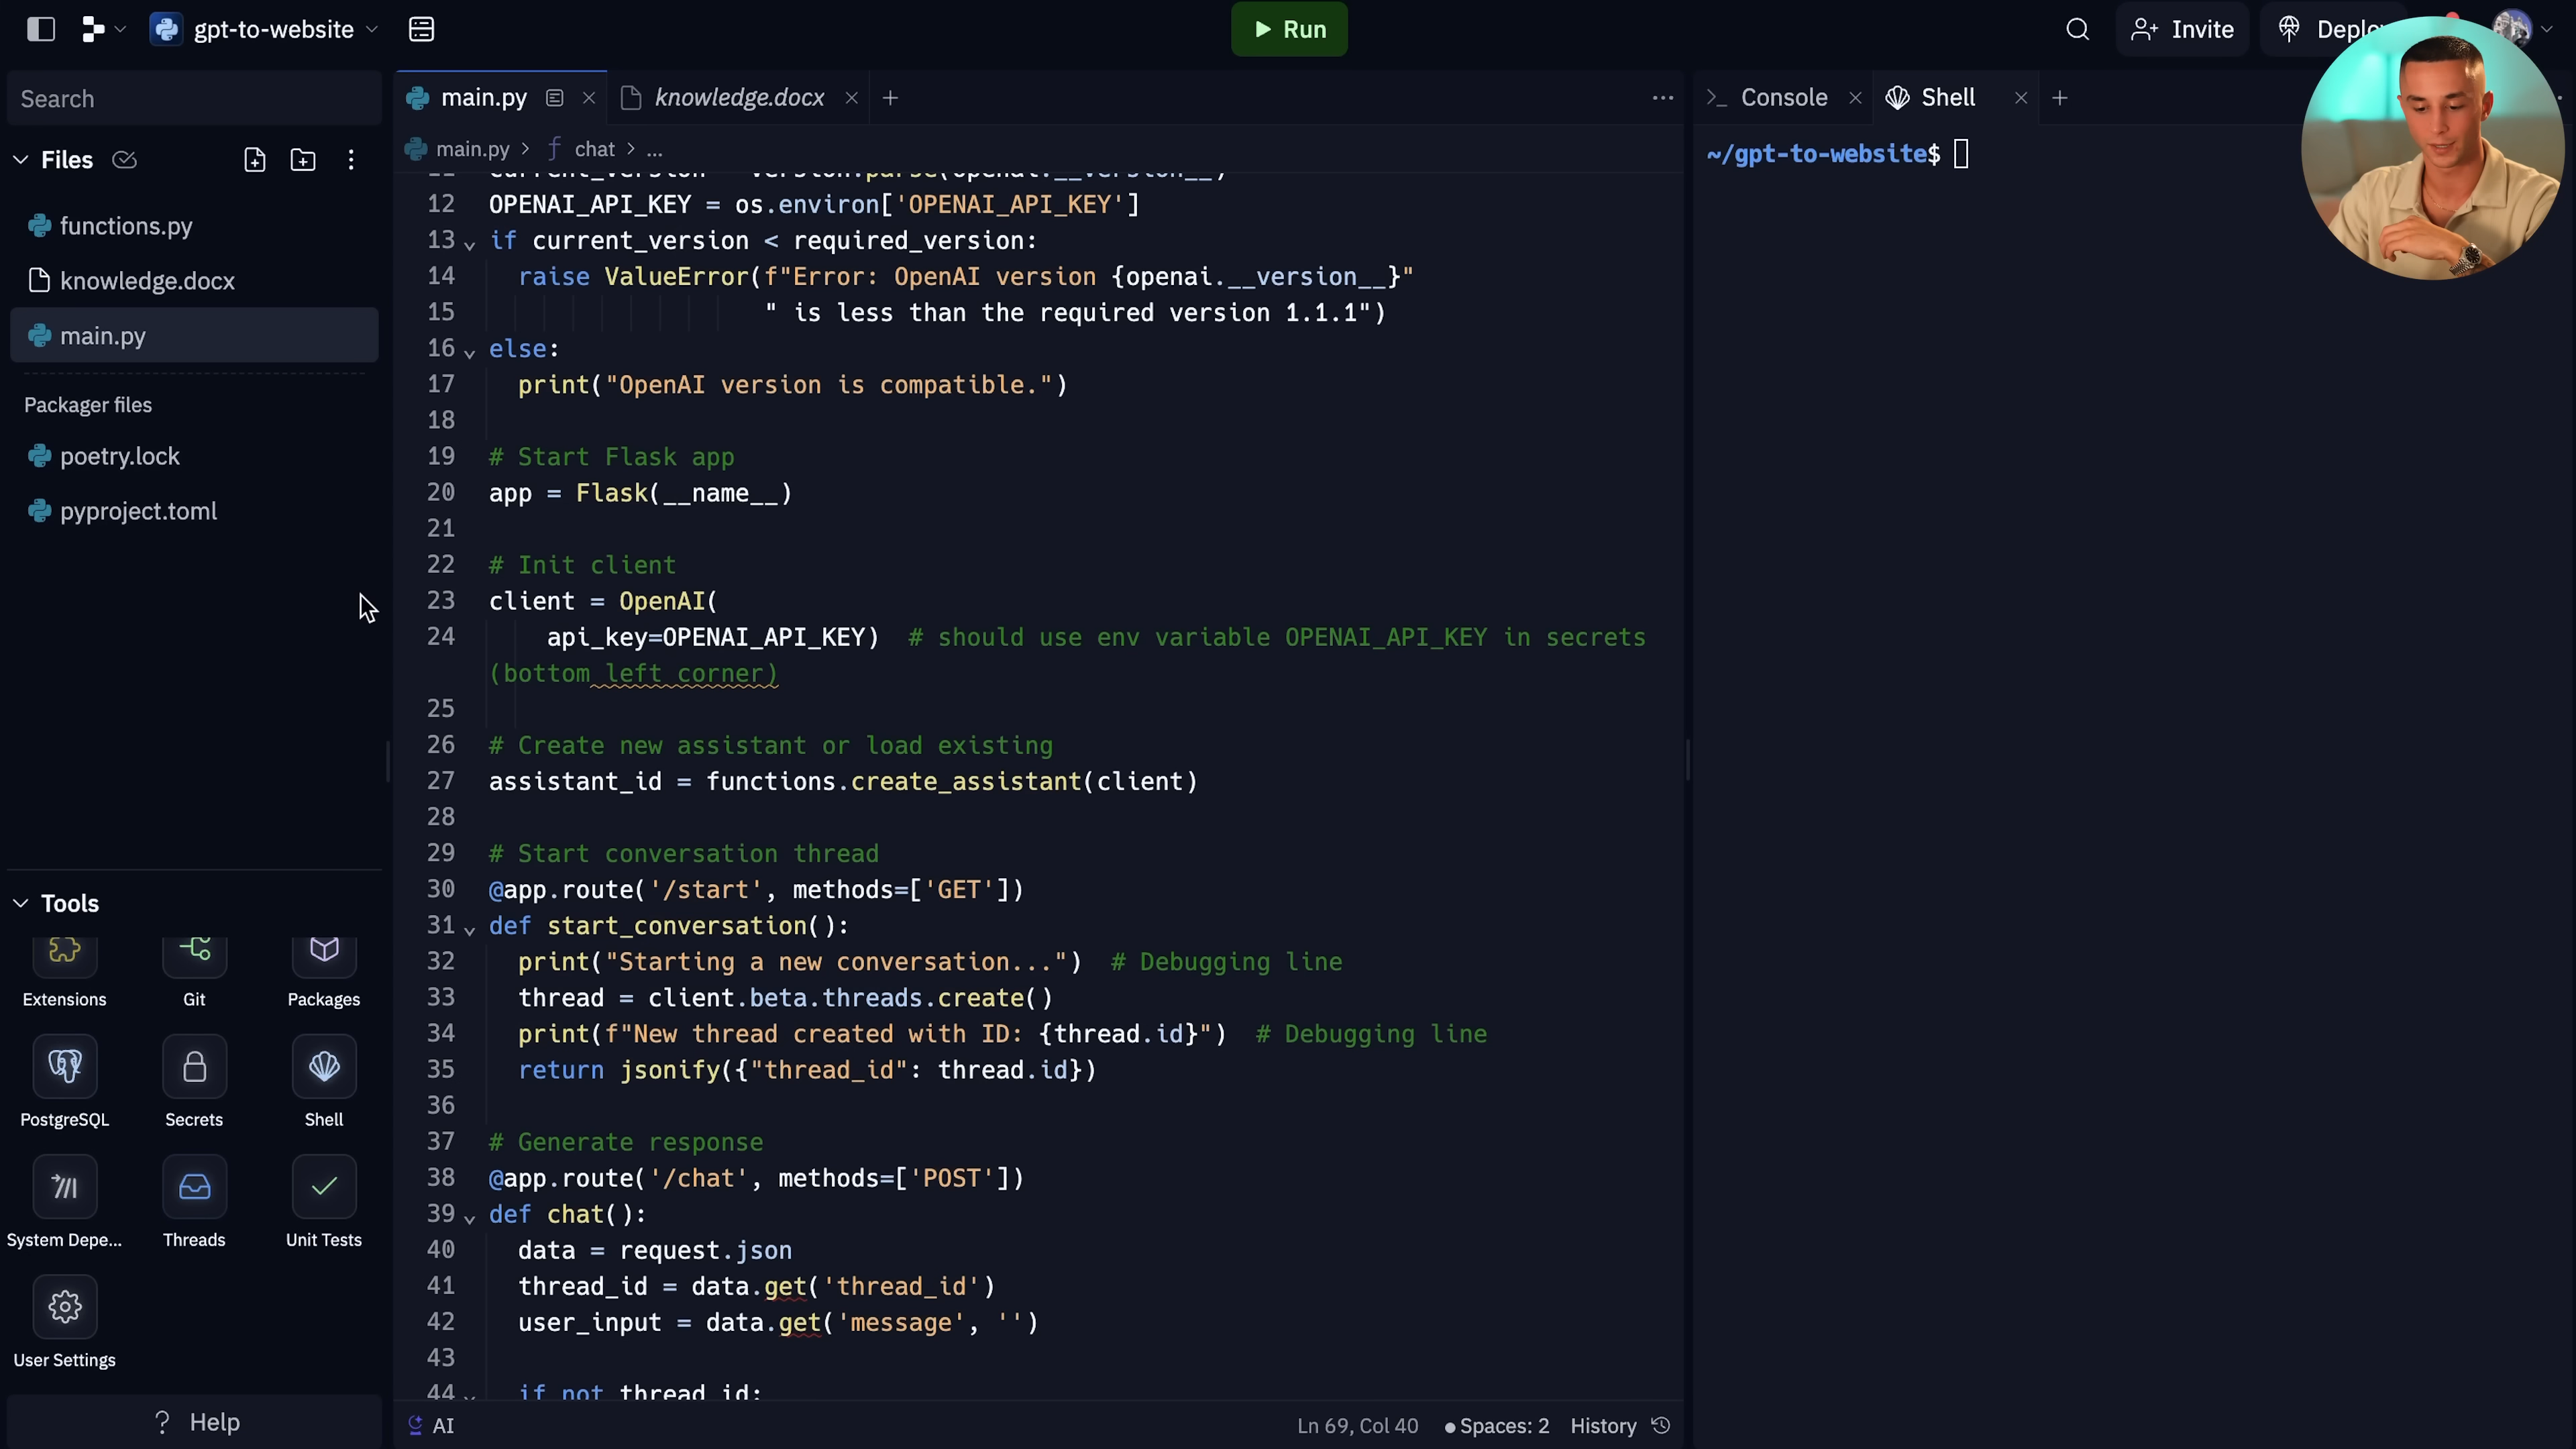 gpt-to-website
Run
Invite
Deplo
Search
main.py
knowledge.docx
Console
Shell
Files
main.py > chat > ...
~/gpt-to-website$
functions.py
knowledge.docx
main.py
Packager files
poetry.lock
pyproject.toml
11 current_version = version.parse(openai.__version__)
12 OPENAI_API_KEY = os.environ['OPENAI_API_KEY']
13 if current_version < required_version:
14 raise ValueError(f"Error: OpenAI version {openai.__version__}"
15 " is less than the required version 1.1.1")
16 else:
17 print("OpenAI version is compatible.")
18
19 # Start Flask app
20 app = Flask(__name__)
21
22 # Init client
23 client = OpenAI(
24 api_key=OPENAI_API_KEY) # should use env variable OPENAI_API_KEY in secrets
(bottom left corner)
25
26 # Create new assistant or load existing
27 assistant_id = functions.create_assistant(client)
28
29 # Start conversation thread
30 @app.route('/start', methods=['GET'])
31 def start_conversation():
32 print("Starting a new conversation...") # Debugging line
33 thread = client.beta.threads.create()
34 print(f"New thread created with ID: {thread.id}") # Debugging line
35 return jsonify({"thread_id": thread.id})
36
37 # Generate response
38 @app.route('/chat', methods=['POST'])
39 def chat():
40 data = request.json
41 thread_id = data.get('thread_id')
42 user_input = data.get('message', '')
43
44 if not thread_id:
Tools
Extensions
Git
Packages
PostgreSQL
Secrets
Shell
System Depe...
Threads
Unit Tests
User Settings
? Help
AI
Ln 69, Col 40
Spaces: 2
History